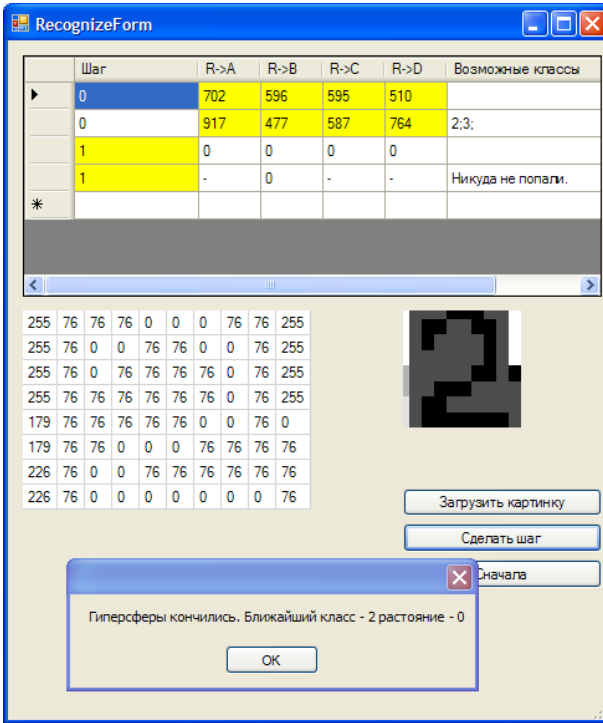 RecognizeForm
Шаг R->A R->B R->C R->D Возможные классы
0 702 596 595 510
0 917 477 587 764 2;3;
1 0 0 0 0
1 - 0 - - Никуда не попали.
255 76 76 76 0 0 0 76 76 255
255 76 0 0 76 76 0 0 76 255
255 76 0 76 76 76 76 0 76 255
255 76 76 76 76 76 76 0 76 255
179 76 76 76 76 76 0 0 76 0
179 76 76 0 0 0 76 76 76 76
226 76 0 0 76 76 76 76 76 76
226 76 0 0 0 0 0 0 0 76
Загрузить картинку
Сделать шаг
Сначала
Гиперсферы кончились. Ближайший класс - 2 растояние - 0
OK